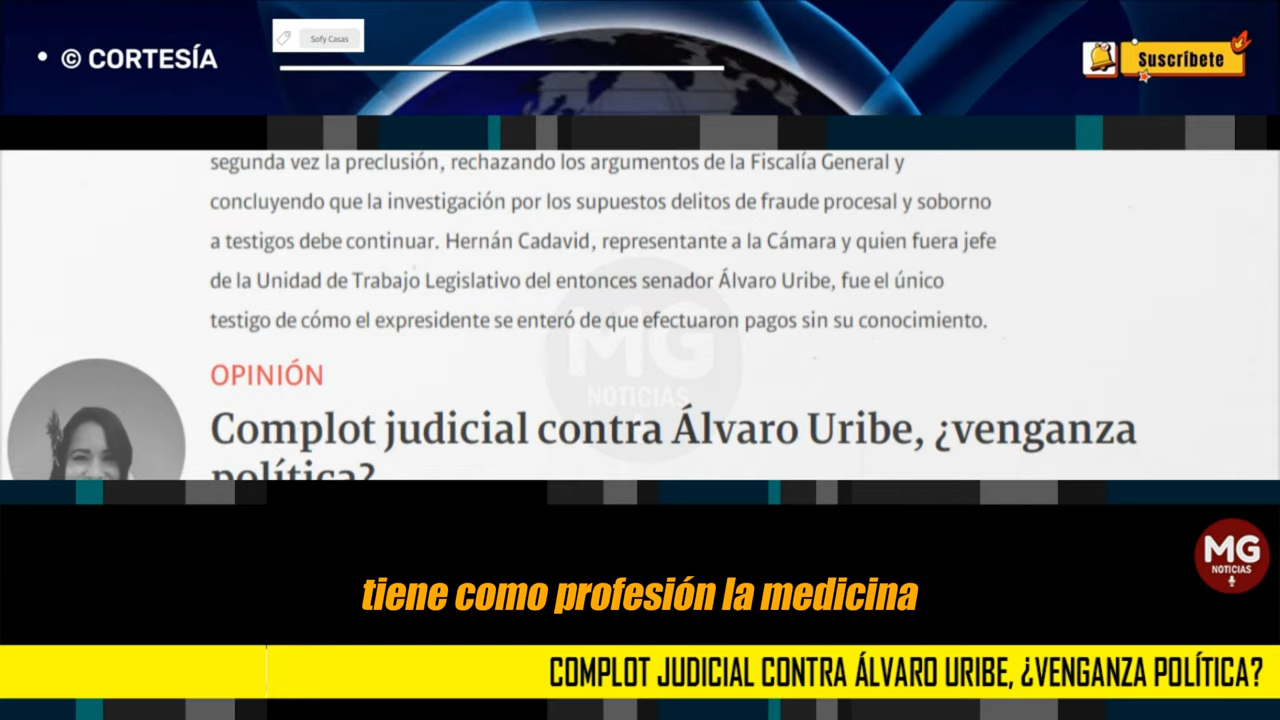 • © CORTESÍA
Sofy Casas
Suscríbete
segunda vez la preclusión, rechazando los argumentos de la Fiscalía General y
concluyendo que la investigación por los supuestos delitos de fraude procesal y soborno
a testigos debe continuar. Hernán Cadavid, representante a la Cámara y quien fuera jefe
de la Unidad de Trabajo Legislativo del entonces senador Álvaro Uribe, fue el único
testigo de cómo el expresidente se enteró de que efectuaron pagos sin su conocimiento.
MG
NOTICIAS
OPINIÓN
Complot judicial contra Álvaro Uribe, ¿venganza
política?
MG
NOTICIAS
tiene como profesión la medicina
COMPLOT JUDICIAL CONTRA ÁLVARO URIBE, ¿VENGANZA POLÍTICA?